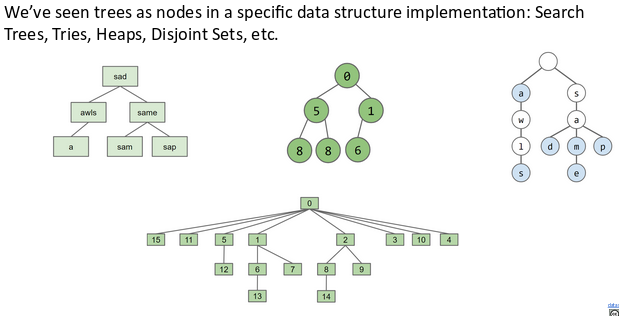 We've seen trees as nodes in a specific data structure implementation: Search
Trees, Tries, Heaps, Disjoint Sets, etc.
sad
awls same
a sam sap
0
5 1
8 8 6
a s
w a
l d m p
s e
0
15 11 5 1 2 3 10 4
12 6 7 8 9
13 14